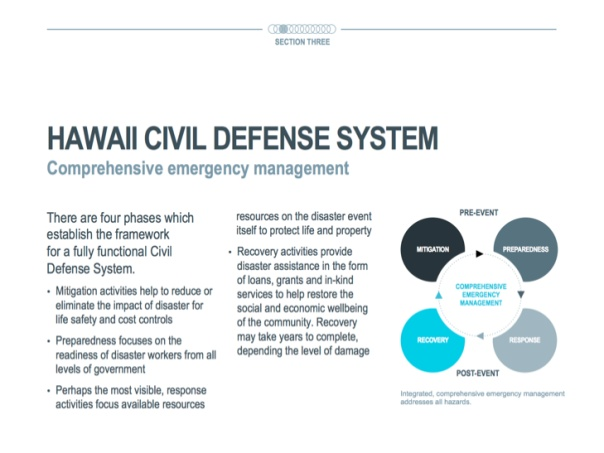 SECTION THREE
HAWAII CIVIL DEFENSE SYSTEM
Comprehensive emergency management
There are four phases which
establish the framework
for a fully functional Civil
Defense System.
• Mitigation activities help to reduce or
eliminate the impact of disaster for
life safety and cost controls
• Preparedness focuses on the
readiness of disaster workers from all
levels of government
• Perhaps the most visible, response
activities focus available resources
resources on the disaster event
itself to protect life and property
• Recovery activities provide
disaster assistance in the form
of loans, grants and in-kind
services to help restore the
social and economic wellbeing
of the community. Recovery
may take years to complete,
depending the level of damage
PRE-EVENT
MITIGATION
PREPAREDNESS
COMPREHENSIVE
EMERGENCY
MANAGEMENT
RECOVERY
RESPONSE
POST-EVENT
Integrated, comprehensive emergency management
addresses all hazards.